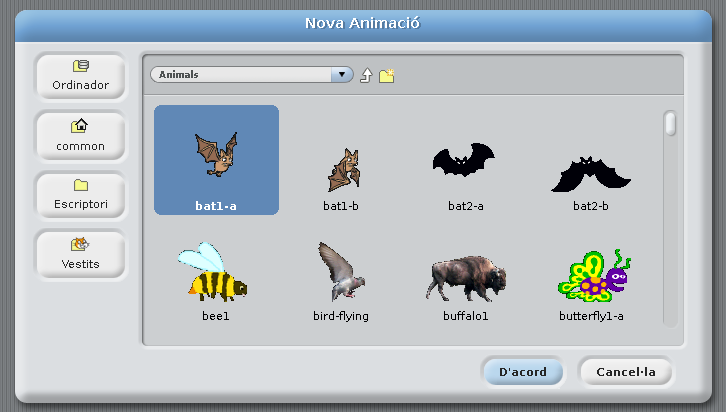 Nova Animació
Ordinador
common
Escriptori
Vestits
Animals
bat1-a
bat1-b
bat2-a
bat2-b
bee1
bird-flying
buffalo1
butterfly1-a
D'acord
Cancel·la